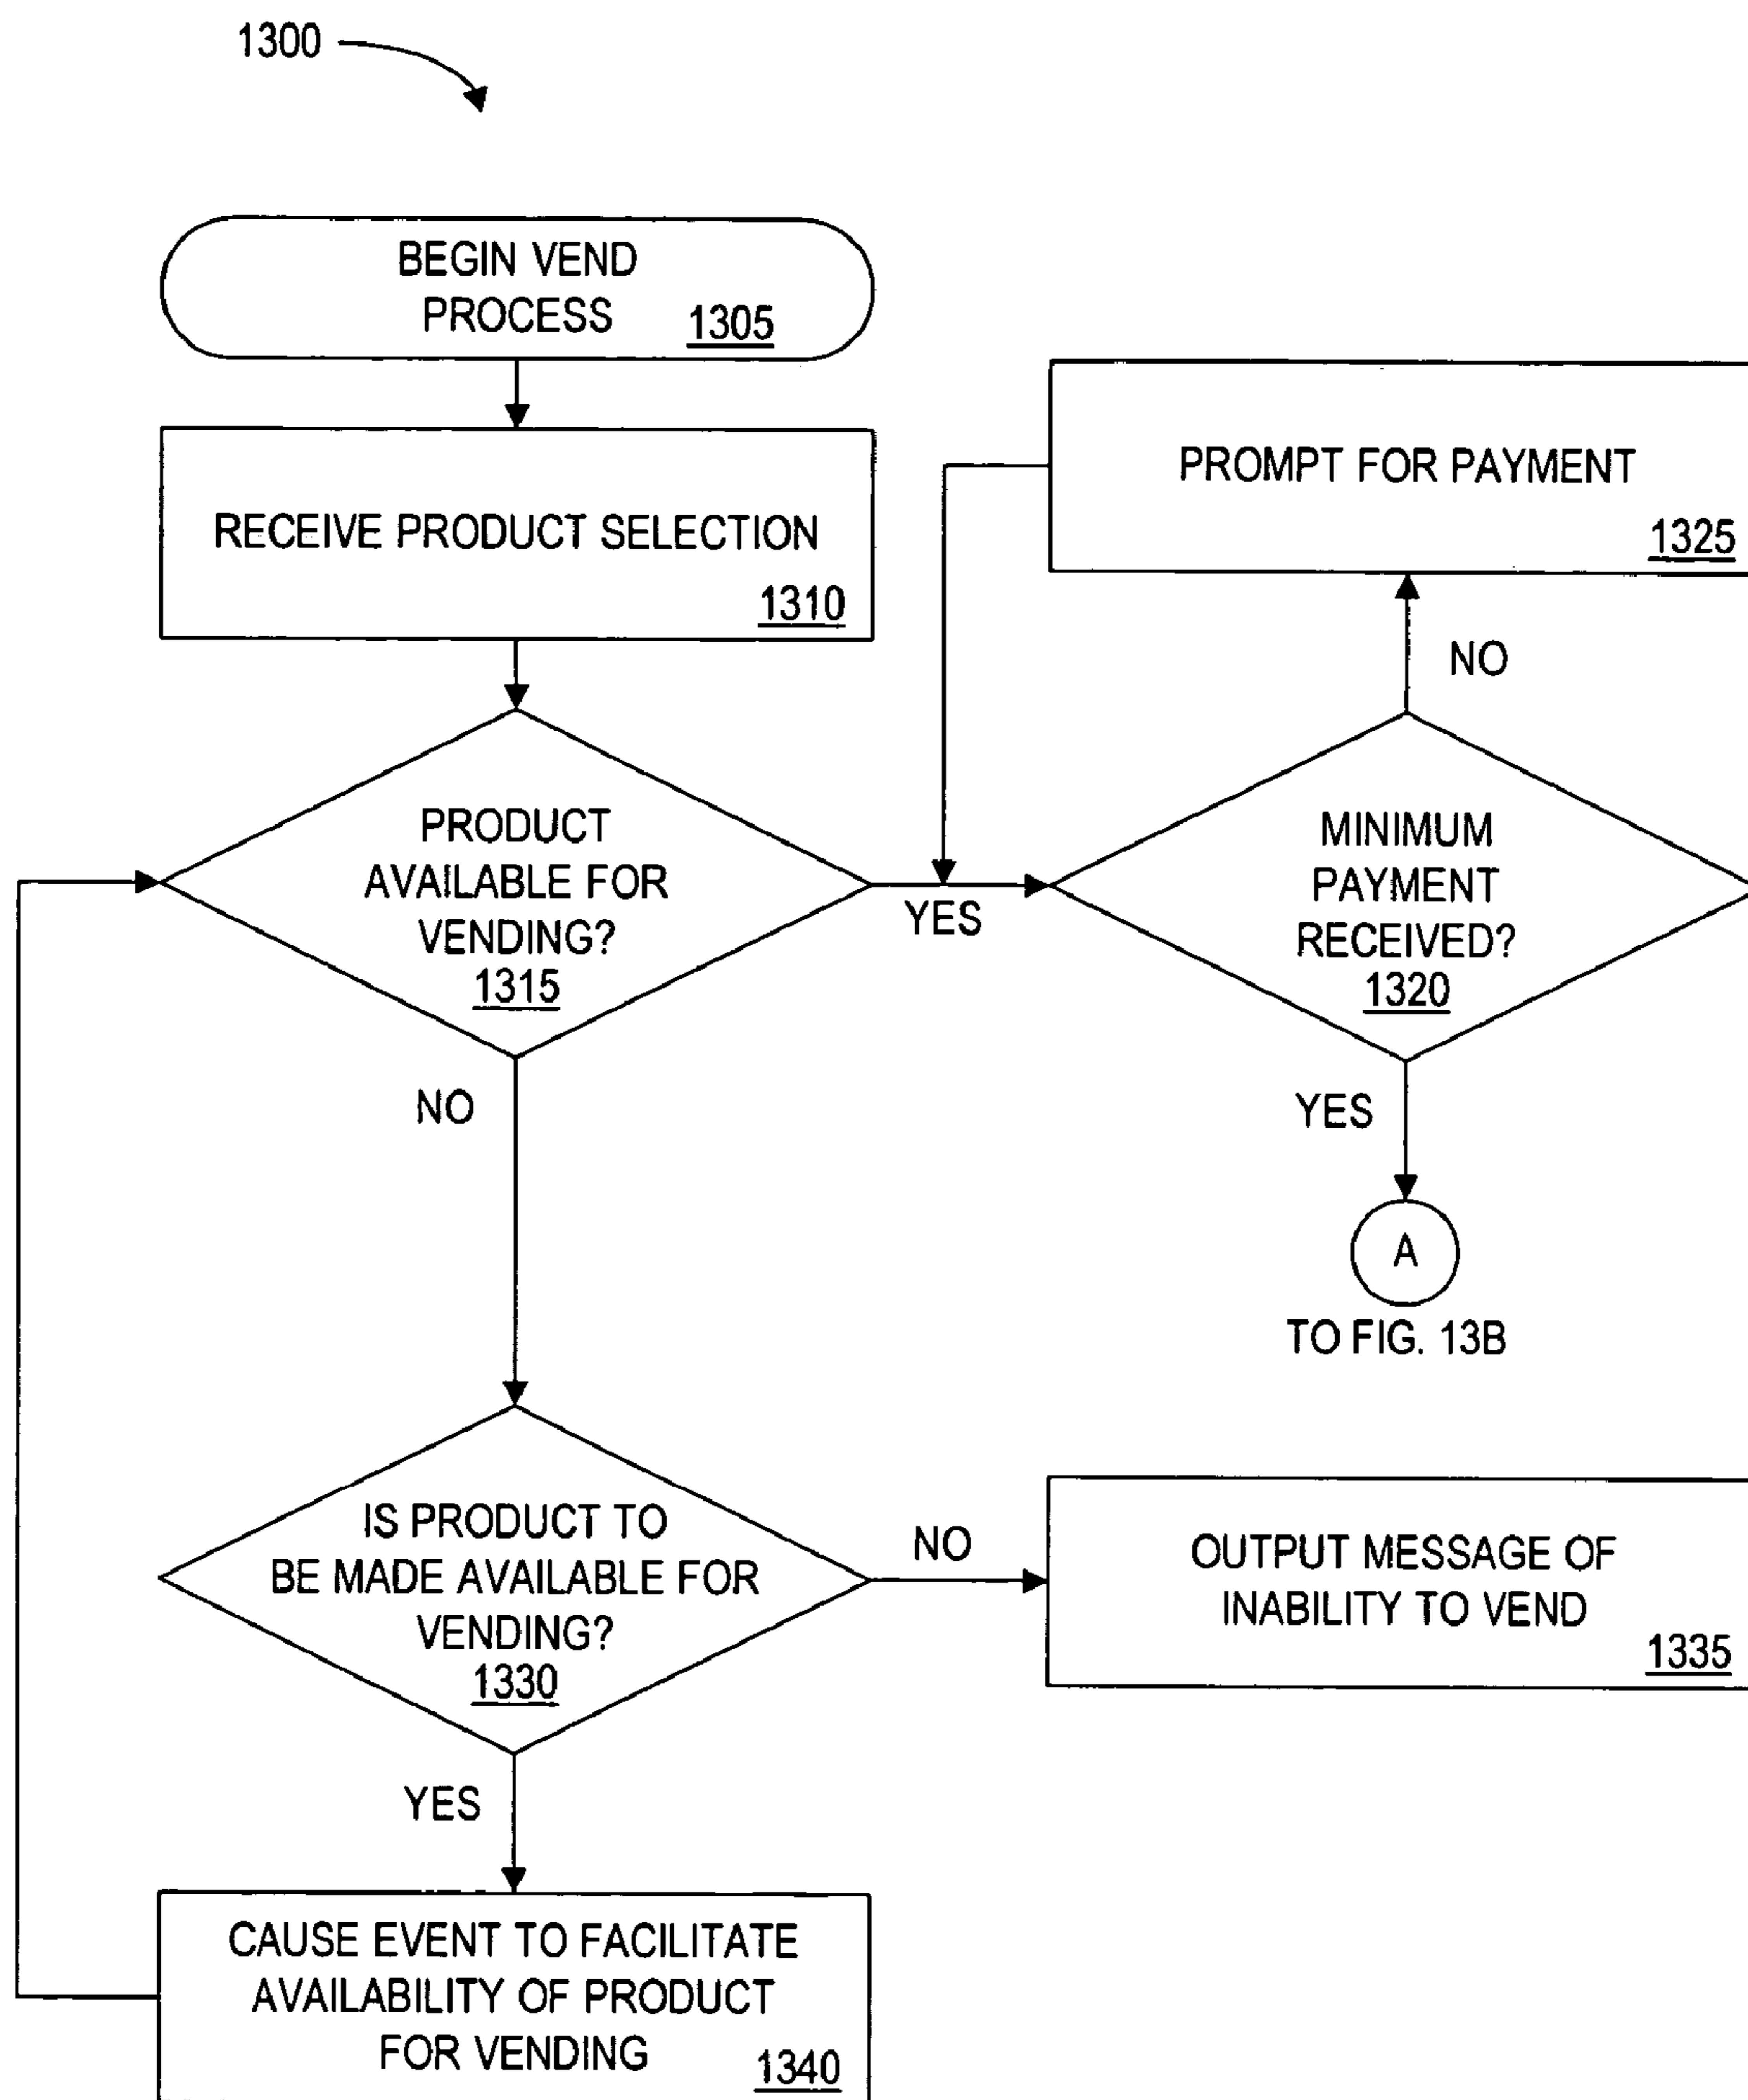 1300
BEGIN VEND
PROCESS
1305
RECEIVE PRODUCT SELECTION
1310
PROMPT FOR PAYMENT
1325
NO
PRODUCT
AVAILABLE FOR
VENDING?
1315
YES
MINIMUM
PAYMENT
RECEIVED?
1320
NO
YES
A
TO FIG. 13B
IS PRODUCT TO
BE MADE AVAILABLE FOR
VENDING?
1330
NO
OUTPUT MESSAGE OF
INABILITY TO VEND
1335
YES
CAUSE EVENT TO FACILITATE
AVAILABILITY OF PRODUCT
FOR VENDING
1340